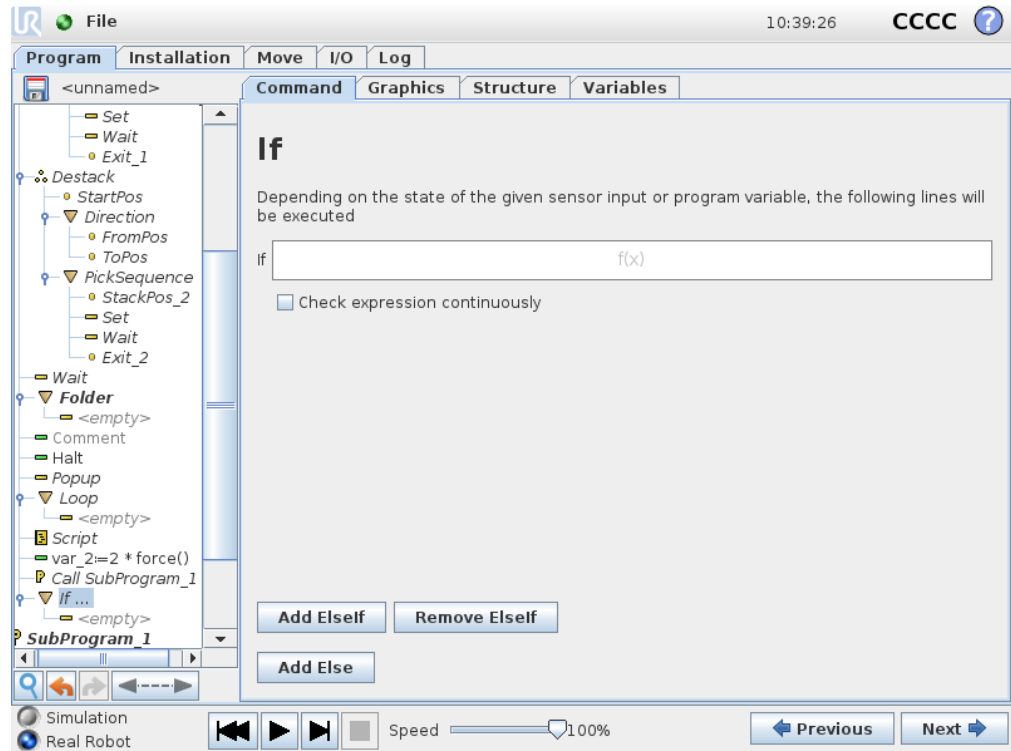 UR File 10:39:26 CCCC ?
Program Installation Move I/O Log
<unnamed> Command Graphics Structure Variables
Set
Wait
Exit_1
Destack
StartPos
Direction
FromPos
ToPos
PickSequence
StackPos_2
Set
Wait
Exit_2
Wait
Folder
<empty>
Comment
Halt
Popup
Loop
<empty>
Script
var_2:=2 * force()
Call SubProgram_1
If ...
<empty>
SubProgram_1
If
Depending on the state of the given sensor input or program variable, the following lines will
be executed
If f(x)
Check expression continuously
Add ElseIf Remove ElseIf
Add Else
Simulation
Real Robot
Speed 100%
Previous Next